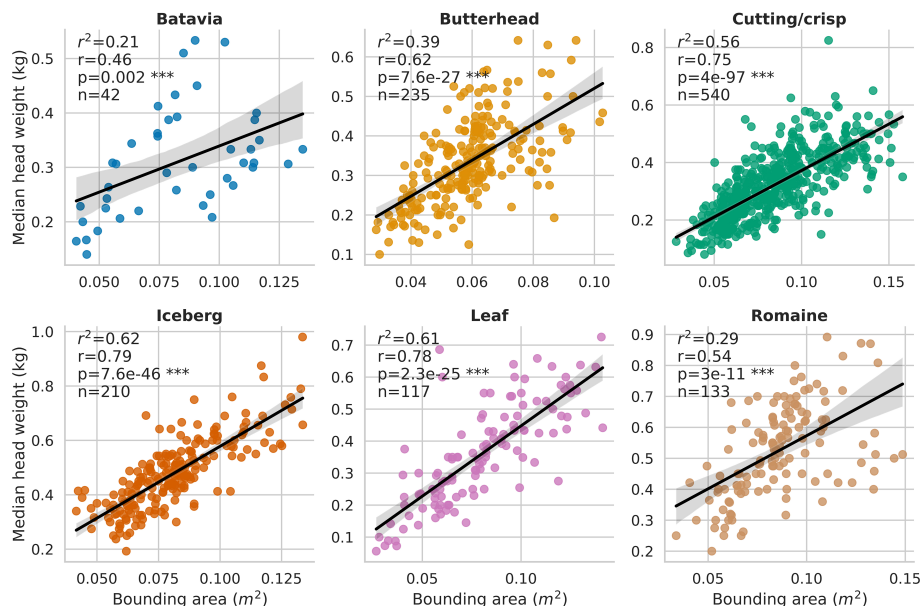 Batavia
r²=0.21
r=0.46
p=0.002 ***
n=42
Median head weight (kg)
0.5
0.4
0.3
0.2
0.050
0.075
0.100
0.125
Butterhead
r²=0.39
r=0.62
p=7.6e-27 ***
n=235
0.6
0.5
0.4
0.3
0.2
0.1
0.04
0.06
0.08
0.10
Cutting/crisp
r²=0.56
r=0.75
p=4e-97 ***
n=540
0.8
0.6
0.4
0.2
0.05
0.10
0.15
Iceberg
r²=0.62
r=0.79
p=7.6e-46 ***
n=210
Median head weight (kg)
1.0
0.8
0.6
0.4
0.2
0.050
0.075
0.100
0.125
Bounding area (m²)
Leaf
r²=0.61
r=0.78
p=2.3e-25 ***
n=117
0.7
0.6
0.5
0.4
0.3
0.2
0.1
0.05
0.10
Bounding area (m²)
Romaine
r²=0.29
r=0.54
p=3e-11 ***
n=133
0.9
0.8
0.7
0.6
0.5
0.4
0.3
0.2
0.05
0.10
0.15
Bounding area (m²)